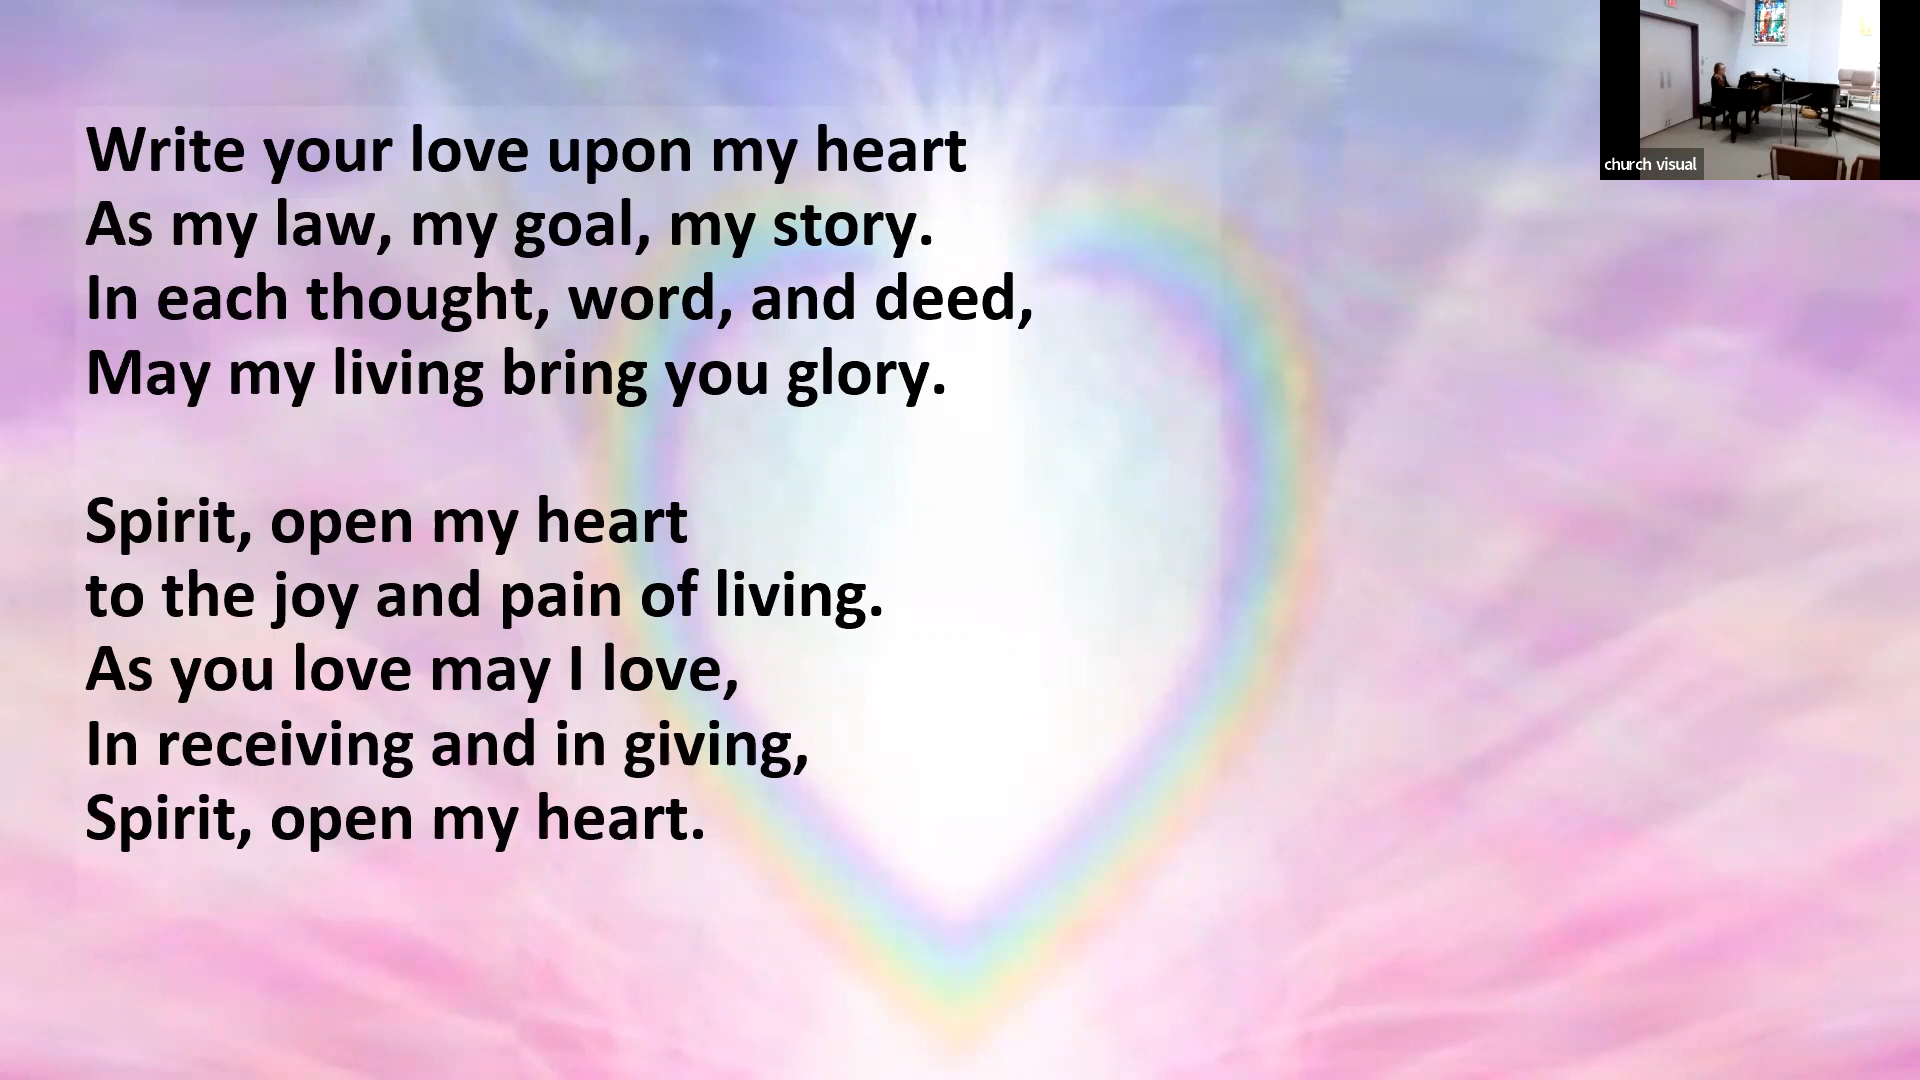 Write your love upon my heart
As my law, my goal, my story.
In each thought, word, and deed,
May my living bring you glory.
Spirit, open my heart
to the joy and pain of living.
As you love may I love,
In receiving and in giving,
Spirit, open my heart.
church visual